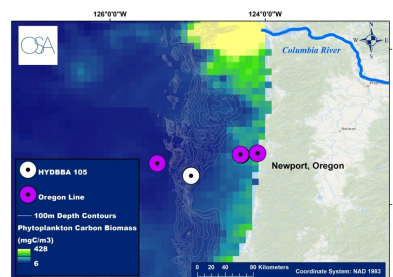 126°0'0"W 124°0'0"W
OSA
Columbia River
N
W E
S
HYDBBA 105
Oregon Line
Newport, Oregon
100m Depth Contours
Phytoplankton Carbon Biomass
(mgC/m3)
428
6
0 20 40 80 Kilometers
Coordinate System: NAD 1983